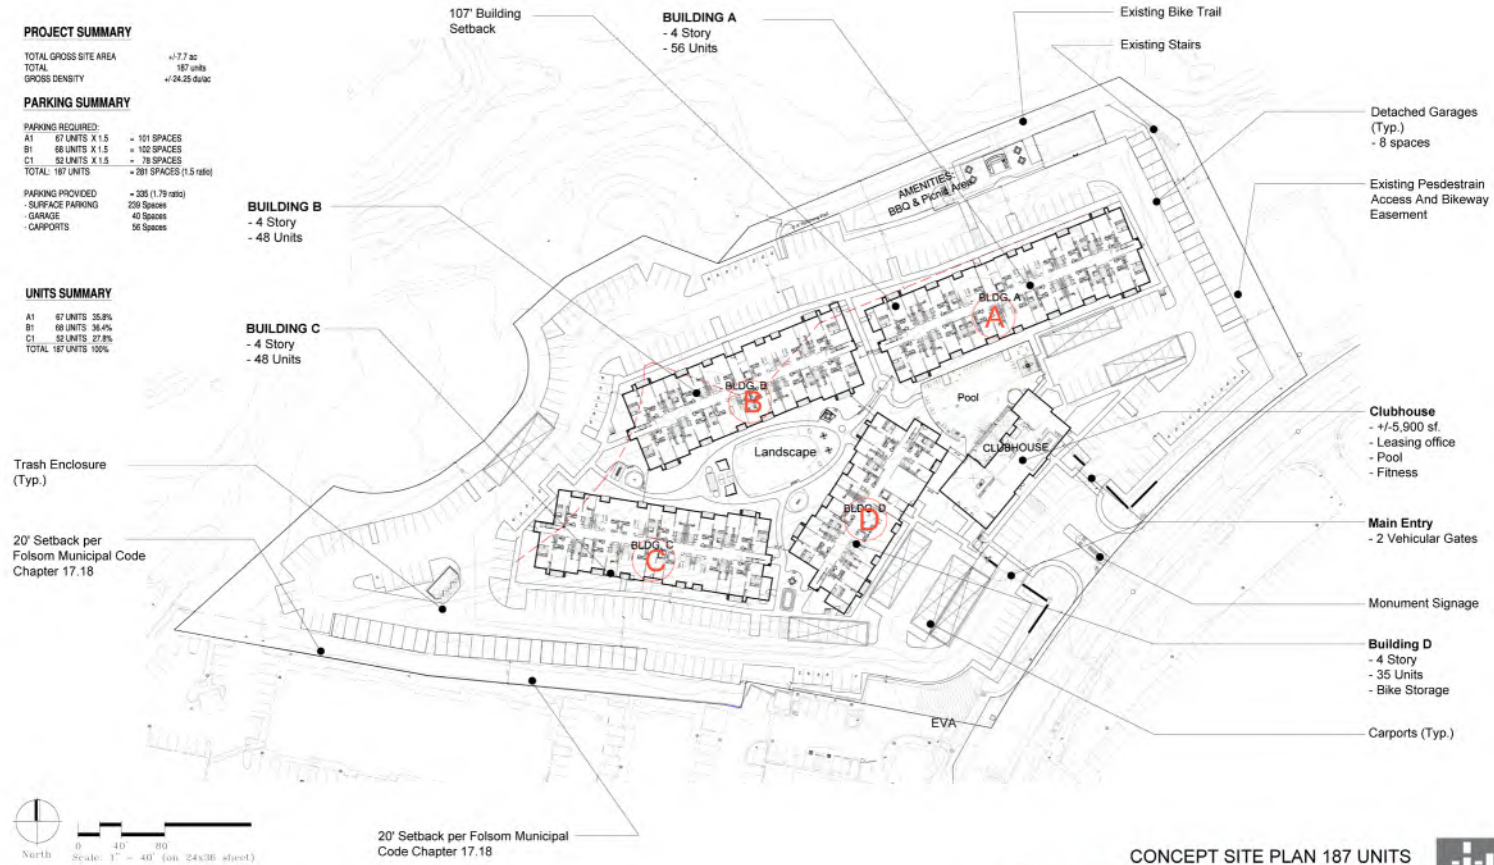 PROJECT SUMMARY
TOTAL GROSS SITE AREA +/-7.7 ac
TOTAL 187 units
GROSS DENSITY +/-24.25 du/ac
PARKING SUMMARY
PARKING REQUIRED:
A1 67 UNITS X 1.5 = 101 SPACES
B1 68 UNITS X 1.5 = 102 SPACES
C1 52 UNITS X 1.5 = 78 SPACES
TOTAL: 187 UNITS = 281 SPACES (1.5 ratio)
PARKING PROVIDED = 335 (1.79 ratio)
- SURFACE PARKING 239 Spaces
- GARAGE 40 Spaces
- CARPORTS 56 Spaces
UNITS SUMMARY
A1 67 UNITS 35.8%
B1 68 UNITS 36.4%
C1 52 UNITS 27.8%
TOTAL 187 UNITS 100%
107' Building
Setback
BUILDING A
- 4 Story
- 56 Units
Existing Bike Trail
Existing Stairs
Detached Garages
(Typ.)
- 8 spaces
Existing Pesdestrain
Access And Bikeway
Easement
BUILDING B
- 4 Story
- 48 Units
BUILDING C
- 4 Story
- 48 Units
AMENITIES:
BBQ & Picnic Area
BLDG. A
A
BLDG. B
B
Pool
CLUBHOUSE
Landscape
BLDG. D
D
BLDG. C
C
EVA
Clubhouse
- +/-5,900 sf.
- Leasing office
- Pool
- Fitness
Main Entry
- 2 Vehicular Gates
Monument Signage
Building D
- 4 Story
- 35 Units
- Bike Storage
Carports (Typ.)
Trash Enclosure
(Typ.)
20' Setback per
Folsom Municipal Code
Chapter 17.18
20' Setback per Folsom Municipal
Code Chapter 17.18
North
0 40' 80'
Scale: 1" = 40' (on 24x36 sheet)
CONCEPT SITE PLAN 187 UNITS